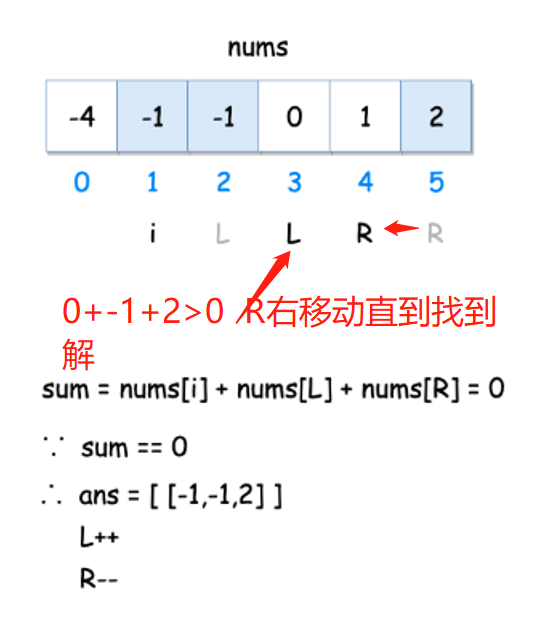 nums
-4 -1 -1 0 1 2
0 1 2 3 4 5
i L L R R
0+-1+2>0 R右移动直到找到
解
sum = nums[i] + nums[L] + nums[R] = 0
∵ sum == 0
∴ ans = [ [-1,-1,2] ]
L++
R--